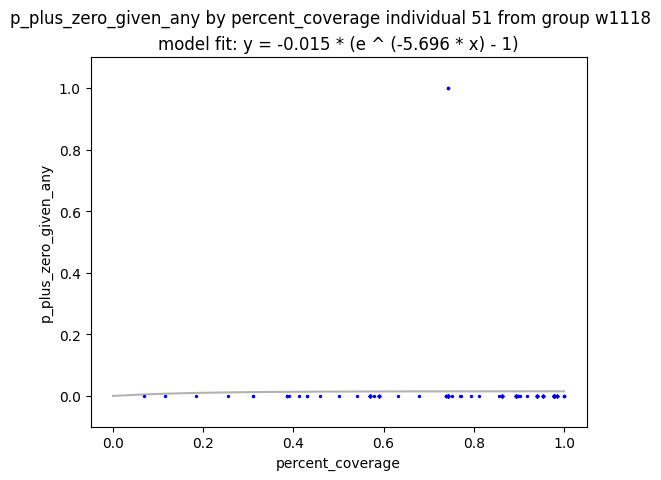 p_plus_zero_given_any by percent_coverage individual 51 from group w1118
model fit: y = -0.015 * (e ^ (-5.696 * x) - 1)
1.0
0.8
0.6
0.4
0.2
0.0
p_plus_zero_given_any
0.0 0.2 0.4 0.6 0.8 1.0
percent_coverage